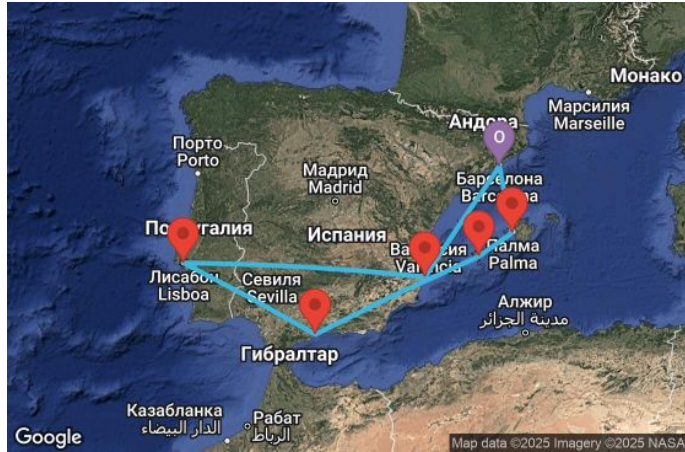 Монако
Марсилия
Marseille
Андора
O
Порто
Porto
Мадрид
Madrid
Барселона
Barcelona
Португалия
Испания
Валенсия
Valencia
Палма
Palma
Лисабон
Lisboa
Севиля
Sevilla
Алжир
مدينة الجزائر
Гибралтар
Казабланка
الدار البيضاء
Рабат
الرباط
Google
Map data ©2025 Imagery ©2025 NASA